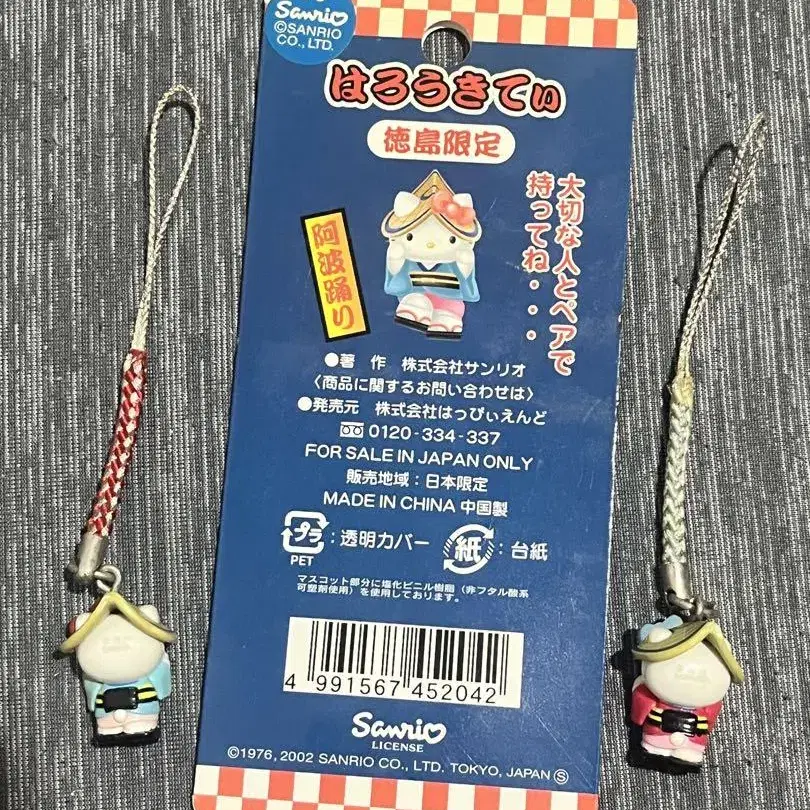 Sanrio
©SANRIO
CO., LTD.
はろうきてぃ
徳島限定
大切な人とペアで
持ってね・・・
阿波踊り
●著 作 株式会社サンリオ
〈商品に関するお問い合わせは〉
●発売元 株式会社はっぴぃえんど
0120-334-337
FOR SALE IN JAPAN ONLY
販売地域：日本限定
MADE IN CHINA 中国製
プラ：透明カバー 紙：台紙
PET
マスコット部分に塩化ビニル樹脂（非フタル酸系
可塑剤使用）を使用しております。
4 991567 452042
Sanrio
LICENSE
©1976, 2002 SANRIO CO., LTD. TOKYO, JAPAN Ⓢ